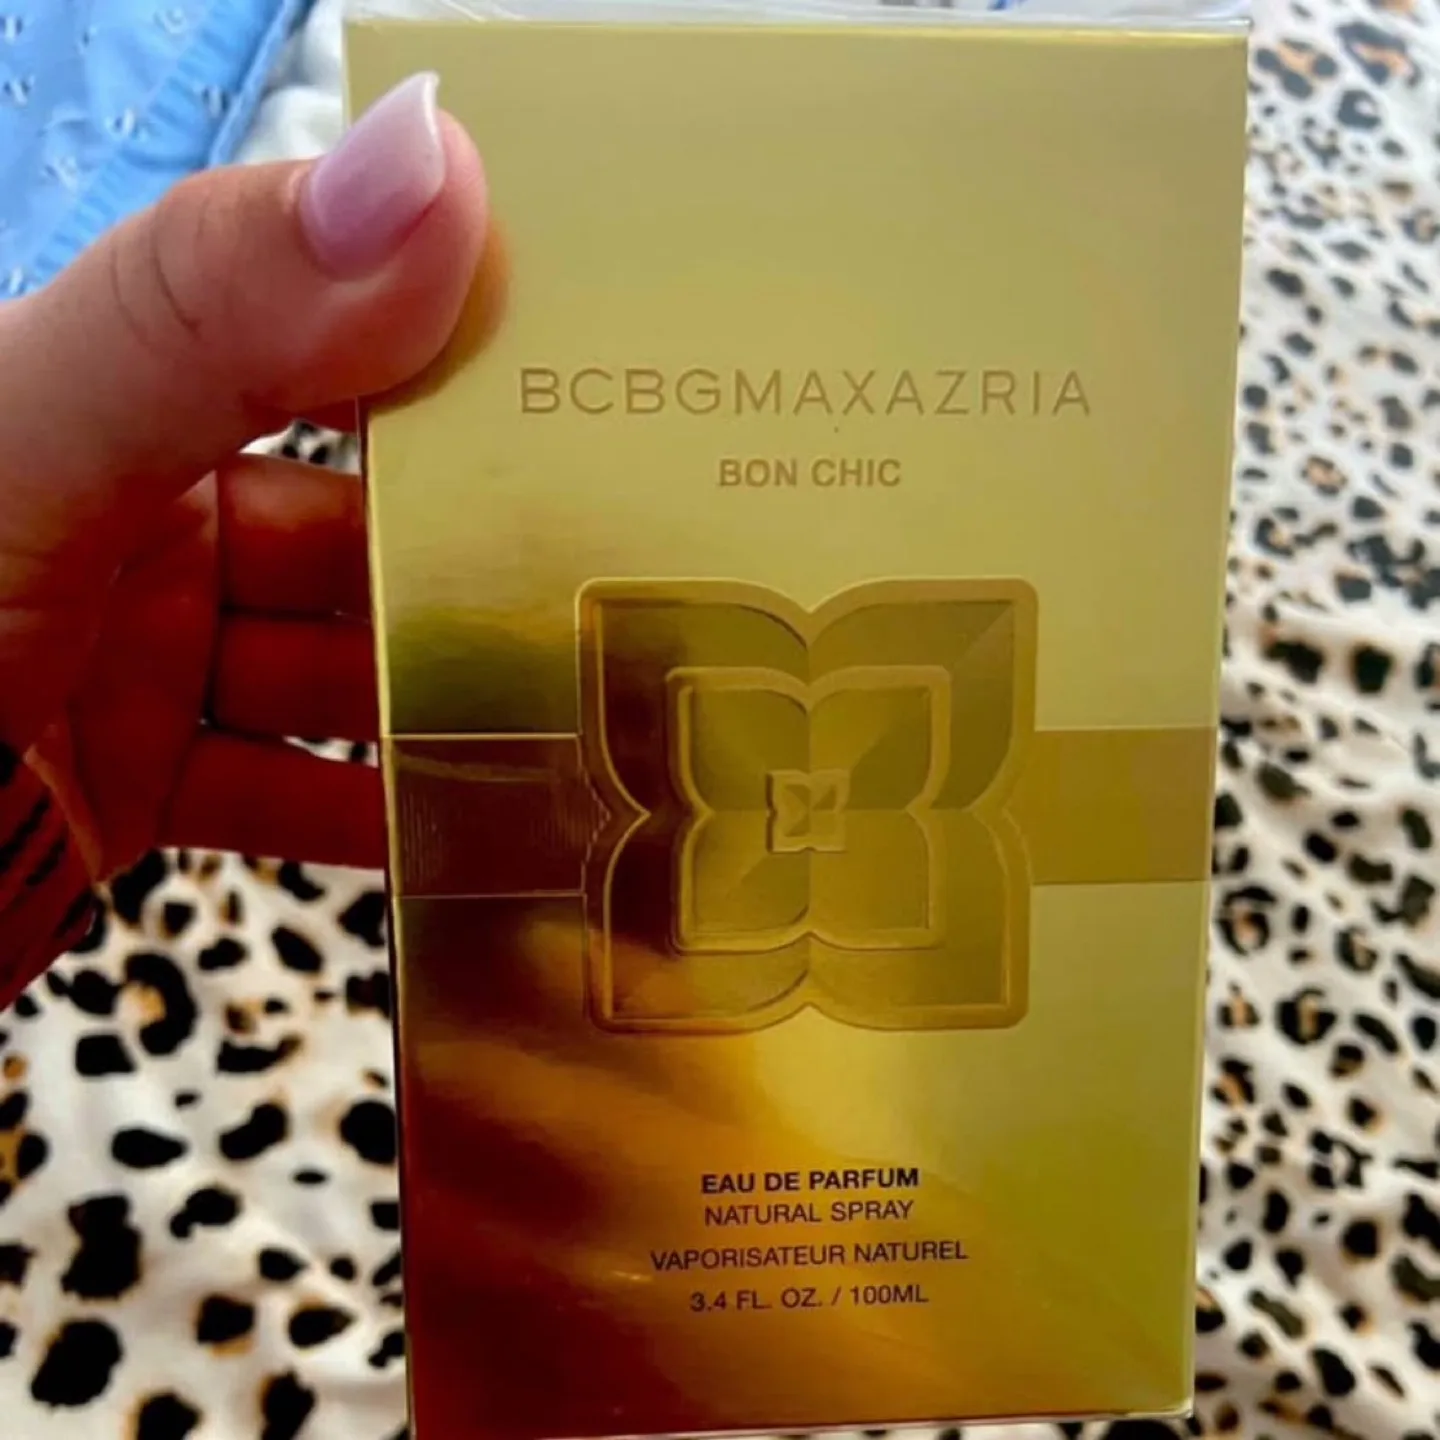 BCBGMAXAZRIA
BON CHIC
EAU DE PARFUM
NATURAL SPRAY
VAPORISATEUR NATUREL
3.4 FL. OZ. / 100ML